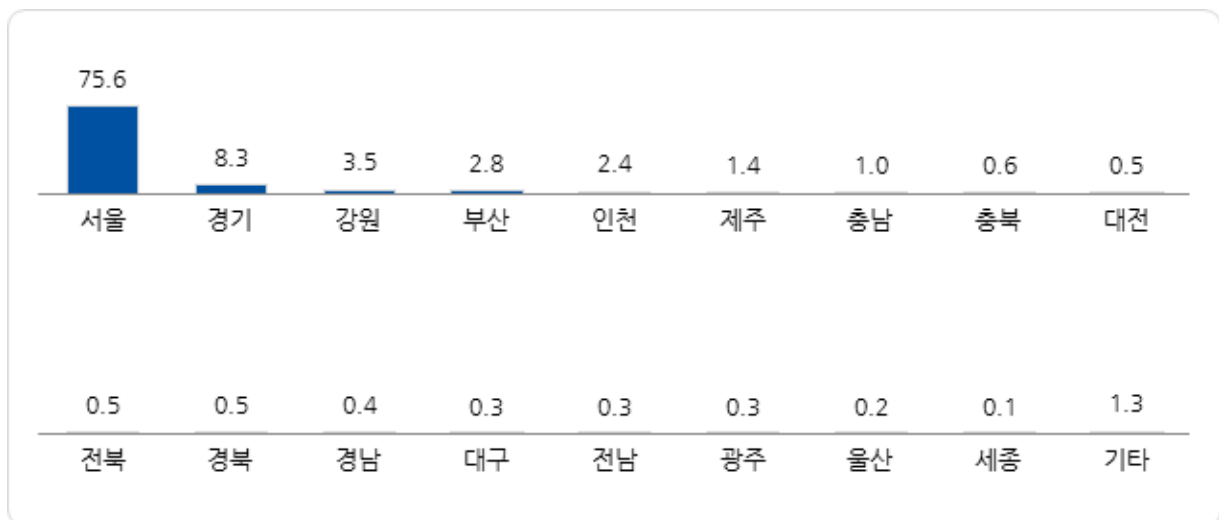 75.6 8.3 3.5 2.8 2.4 1.4 1.0 0.6 0.5
서울 경기 강원 부산 인천 제주 충남 충북 대전
0.5 0.5 0.4 0.3 0.3 0.3 0.2 0.1 1.3
전북 경북 경남 대구 전남 광주 울산 세종 기타